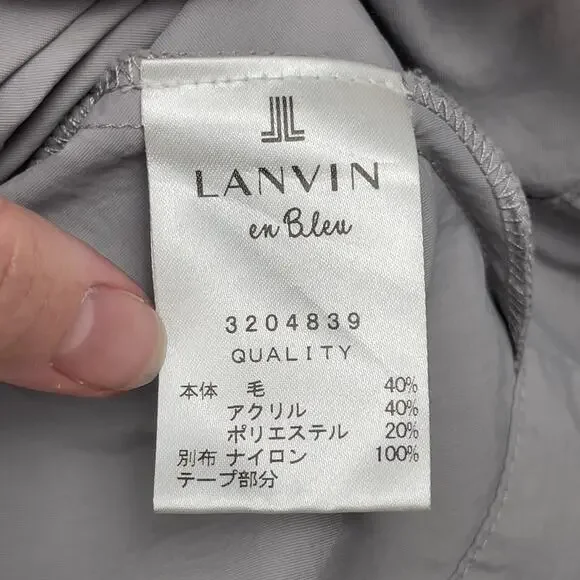 LANVIN
en Bleu
3204839
QUALITY
本体 毛 40%
アクリル 40%
ポリエステル 20%
別布 ナイロン 100%
テープ部分